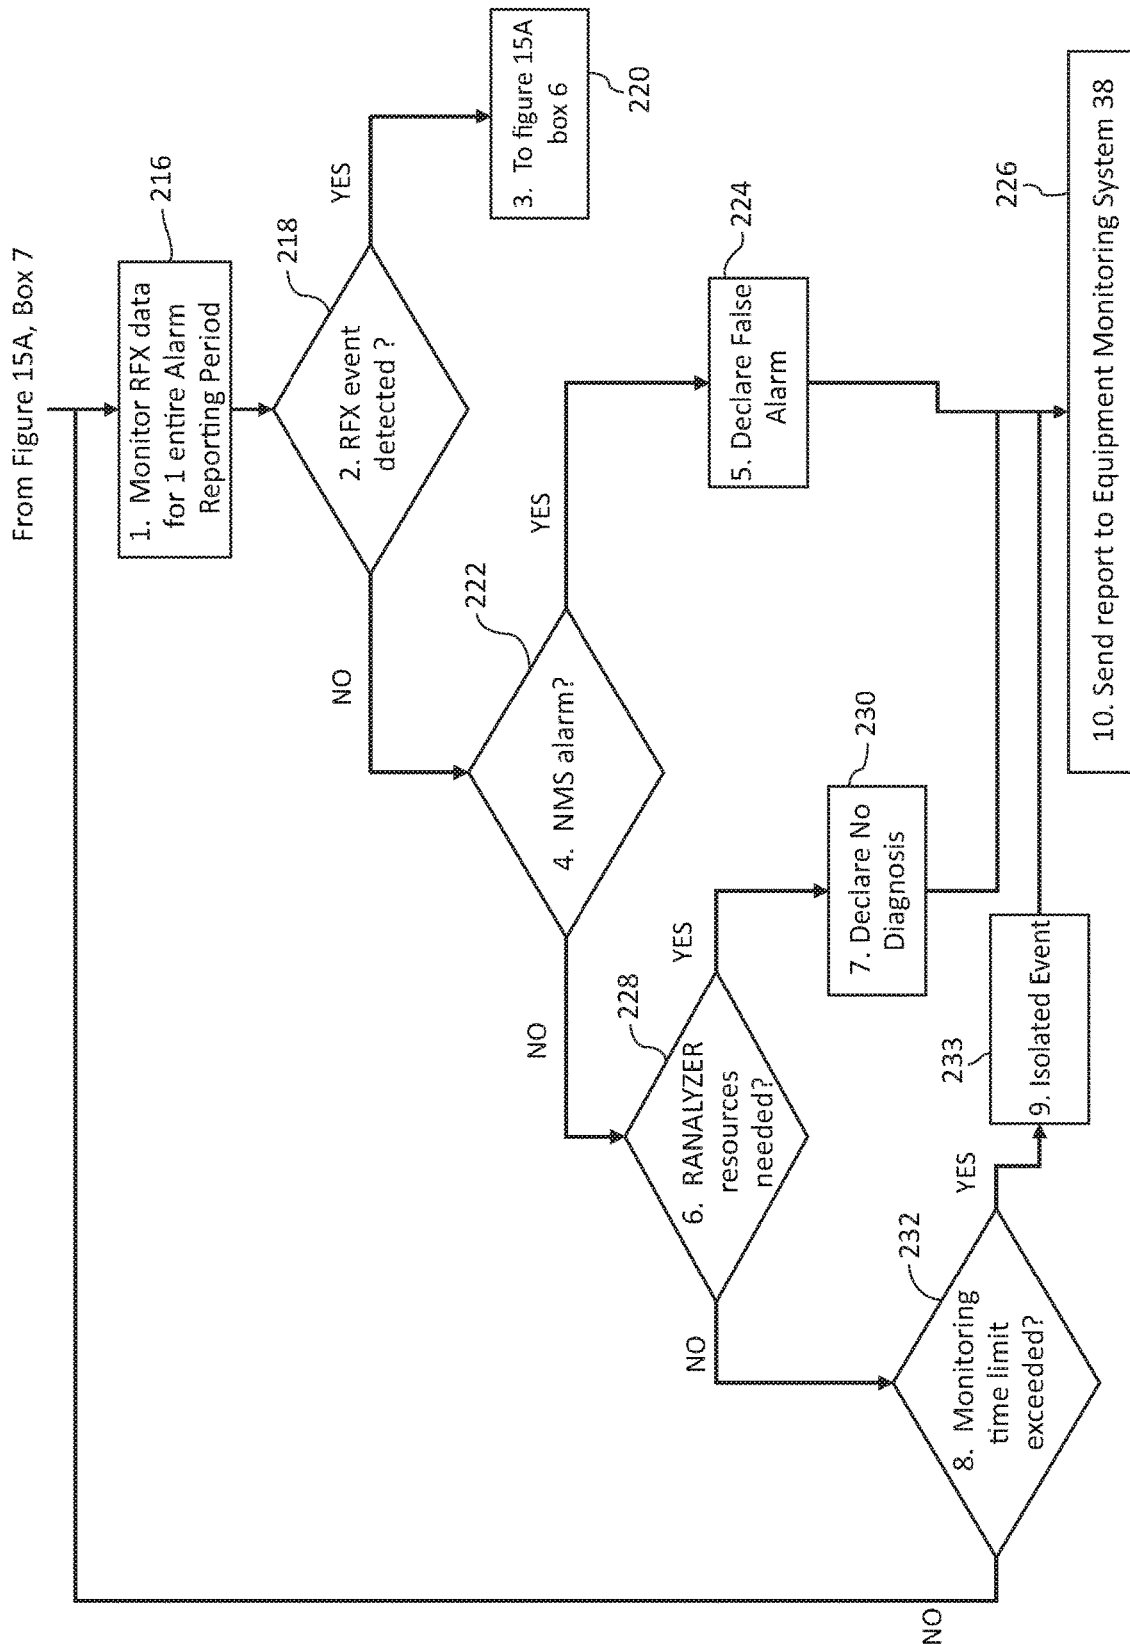 From Figure 15A, Box 7
1. Monitor RFX data
for 1 entire Alarm
Reporting Period
216
2. RFX event
detected ?
218
YES
3. To figure 15A
box 6
220
NO
4. NMS alarm?
222
YES
5. Declare False
Alarm
224
NO
6. RANALYZER
resources
needed?
228
YES
7. Declare No
Diagnosis
230
NO
8. Monitoring
time limit
exceeded?
232
YES
9. Isolated Event
233
NO
10. Send report to Equipment Monitoring System 38
226